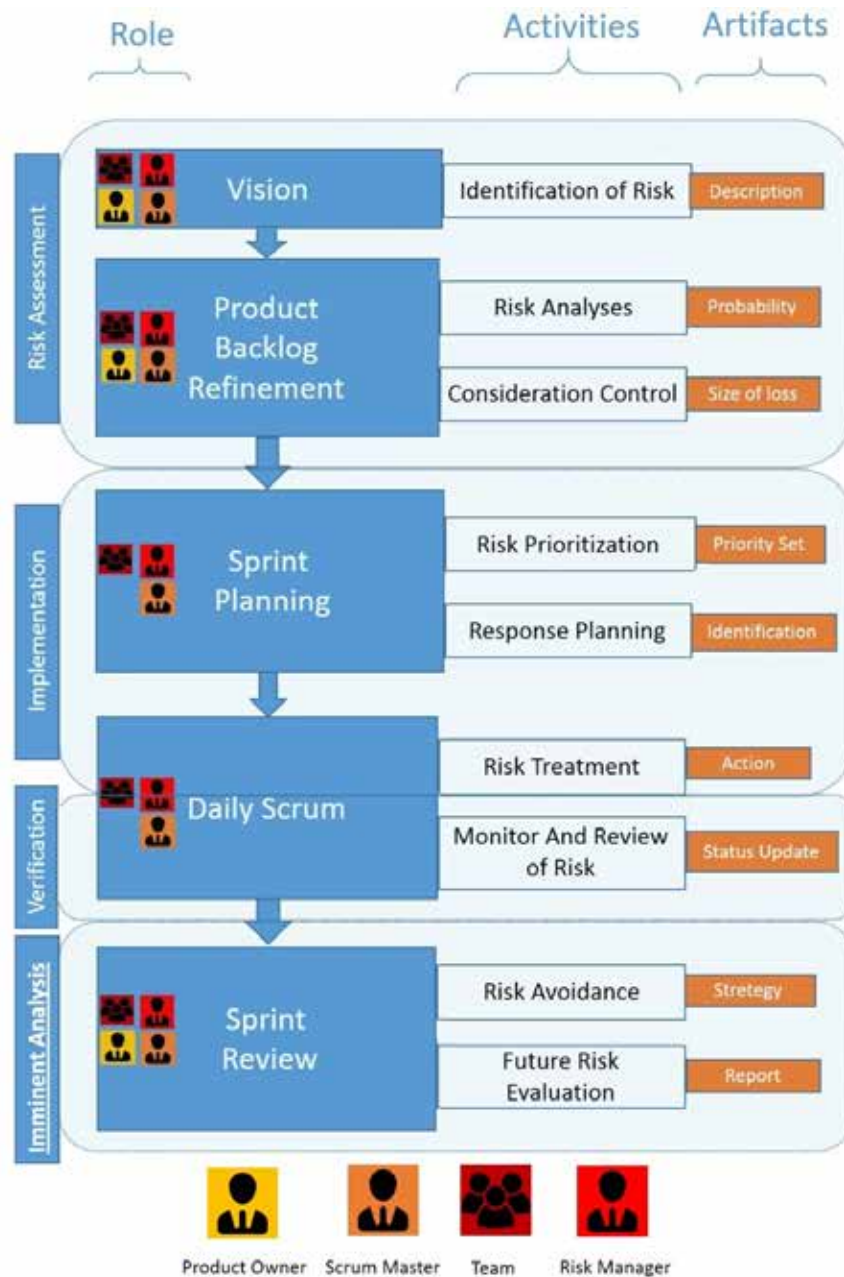 Role
Activities
Artifacts
Risk Assessment
Vision
Identification of Risk
Description
Product
Backlog
Refinement
Risk Analyses
Probability
Consideration Control
Size of loss
Implementation
Sprint
Planning
Risk Prioritization
Priority Set
Response Planning
Identification
Daily Scrum
Risk Treatment
Action
Verification
Monitor And Review
of Risk
Status Update
Imminent Analysis
Sprint
Review
Risk Avoidance
Stretegy
Future Risk
Evaluation
Report
Product Owner
Scrum Master
Team
Risk Manager